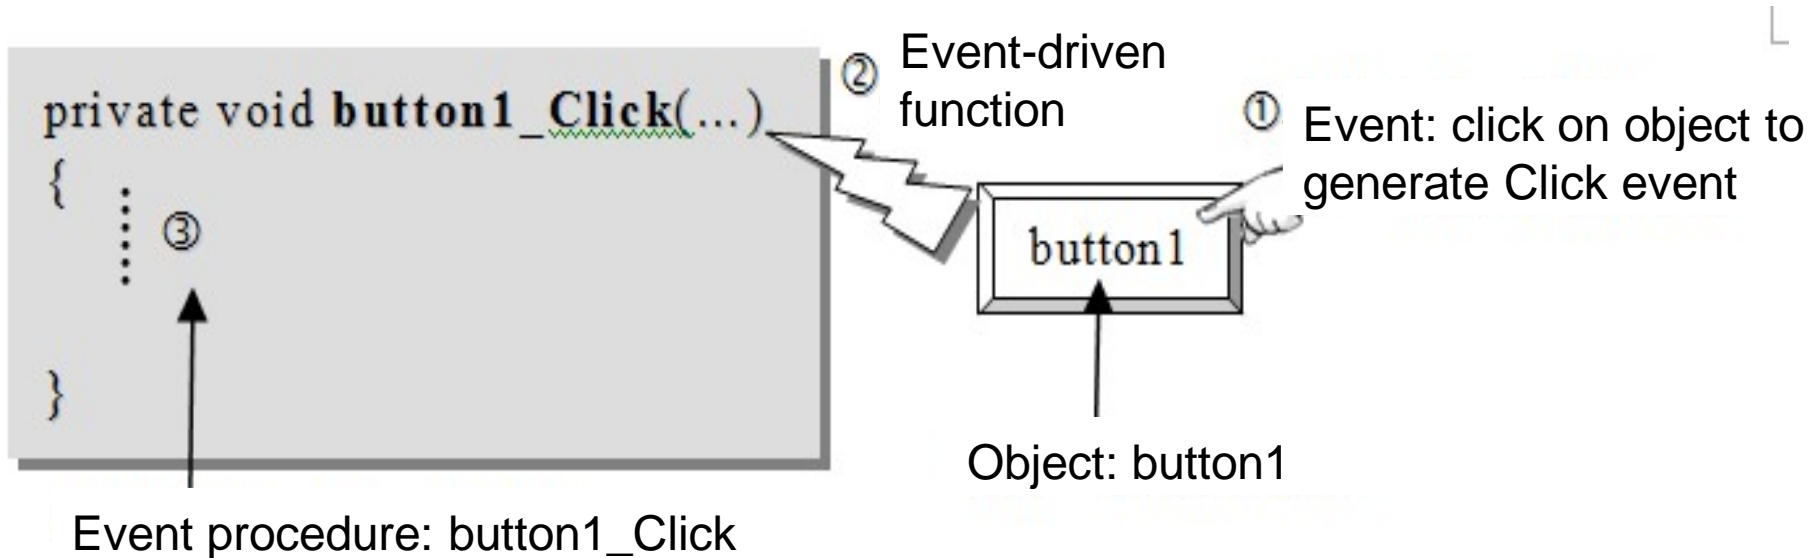 private void button1_Click(...)
{
③
}
② Event-driven
function
① Event: click on object to
generate Click event
button1
Object: button1
Event procedure: button1_Click